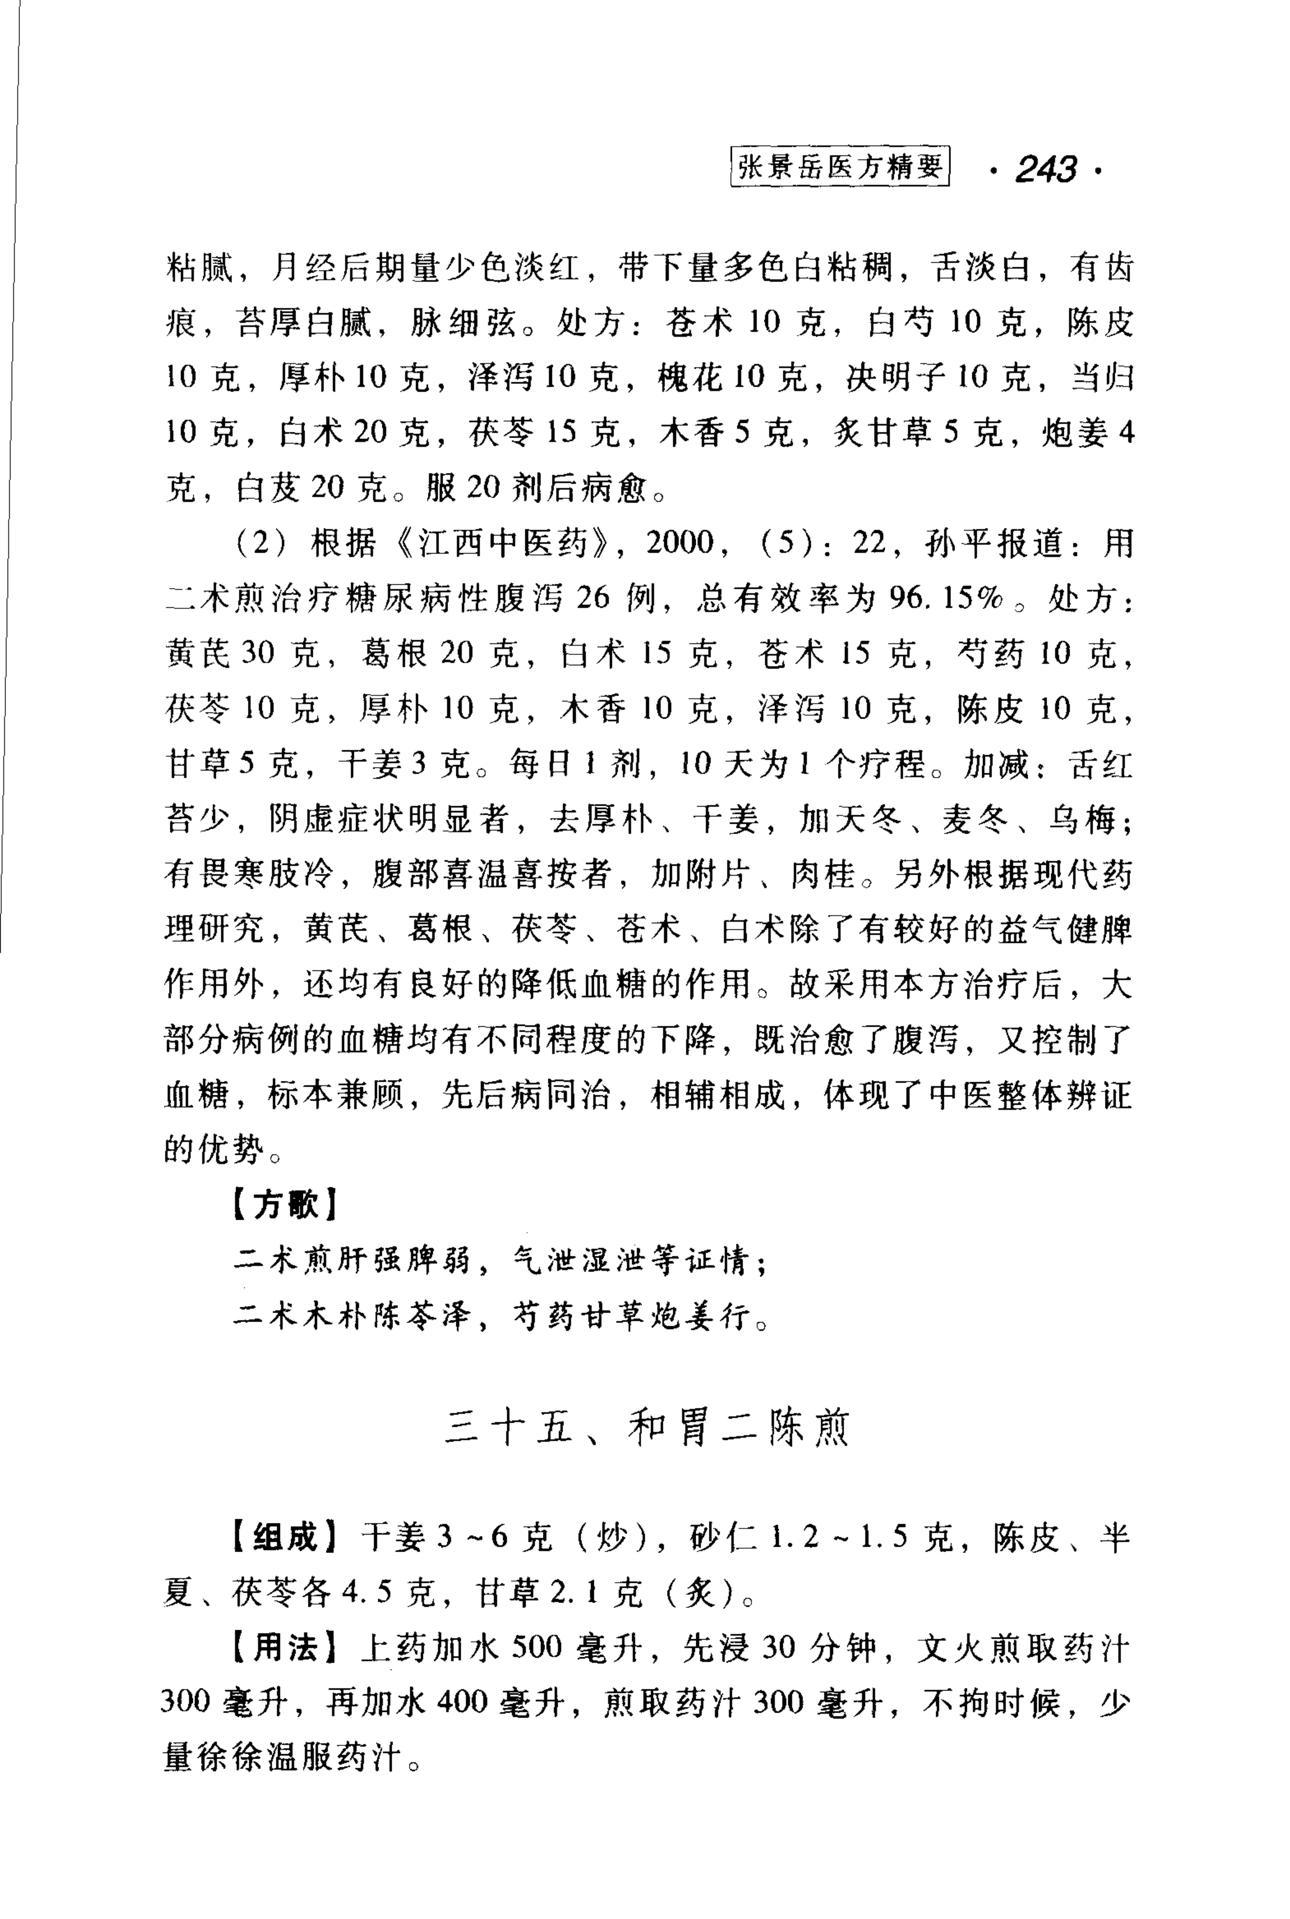 张景岳医方精要 ·243·
粘腻，月经后期量少色淡红，带下量多色白粘稠，舌淡白，有齿
痕，苔厚白腻，脉细弦。处方：苍术 10 克，白芍 10 克，陈皮
10 克，厚朴 10 克，泽泻 10 克，槐花 10 克，决明子 10 克，当归
10 克，白术 20 克，茯苓 15 克，木香 5 克，炙甘草 5 克，炮姜 4
克，白芨 20 克。服 20 剂后病愈。
（2）根据《江西中医药》，2000，（5）：22，孙平报道：用
二术煎治疗糖尿病性腹泻 26 例，总有效率为 96.15%。处方：
黄芪 30 克，葛根 20 克，白术 15 克，苍术 15 克，芍药 10 克，
茯苓 10 克，厚朴 10 克，木香 10 克，泽泻 10 克，陈皮 10 克，
甘草 5 克，干姜 3 克。每日 1 剂，10 天为 1 个疗程。加减：舌红
苔少，阴虚症状明显者，去厚朴、干姜，加天冬、麦冬、乌梅；
有畏寒肢冷，腹部喜温喜按者，加附片、肉桂。另外根据现代药
理研究，黄芪、葛根、茯苓、苍术、白术除了有较好的益气健脾
作用外，还均有良好的降低血糖的作用。故采用本方治疗后，大
部分病例的血糖均有不同程度的下降，既治愈了腹泻，又控制了
血糖，标本兼顾，先后病同治，相辅相成，体现了中医整体辨证
的优势。
【方歌】
二术煎肝强脾弱，气泄湿泄等证情；
二术木朴陈苓泽，芍药甘草炮姜行。
三十五、和胃二陈煎
【组成】干姜 3～6 克（炒），砂仁 1.2～1.5 克，陈皮、半
夏、茯苓各 4.5 克，甘草 2.1 克（炙）。
【用法】上药加水 500 毫升，先浸 30 分钟，文火煎取药汁
300 毫升，再加水 400 毫升，煎取药汁 300 毫升，不拘时候，少
量徐徐温服药汁。